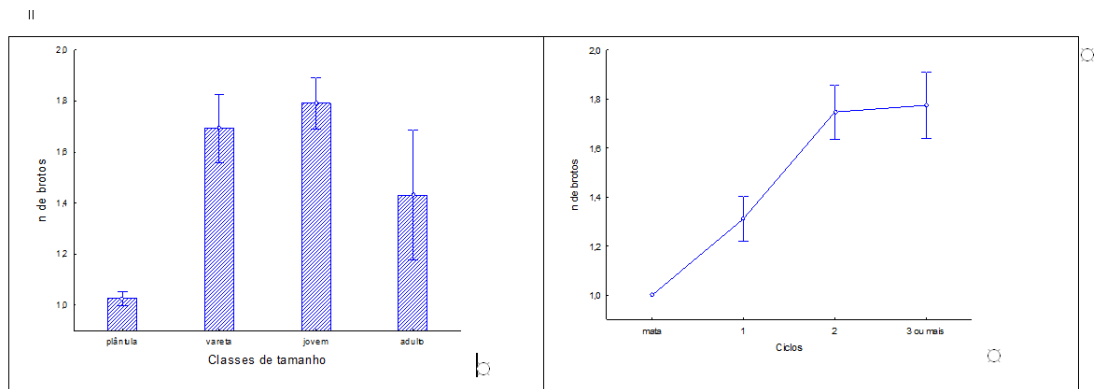 II
2,0
1,8
1,6
1,4
1,2
1,0
n de brotos
plântula vareta jovem adulto
Classes de tamanho
2,0
1,8
1,6
1,4
1,2
1,0
n de brotos
mata 1 2 3 ou mais
Ciclos